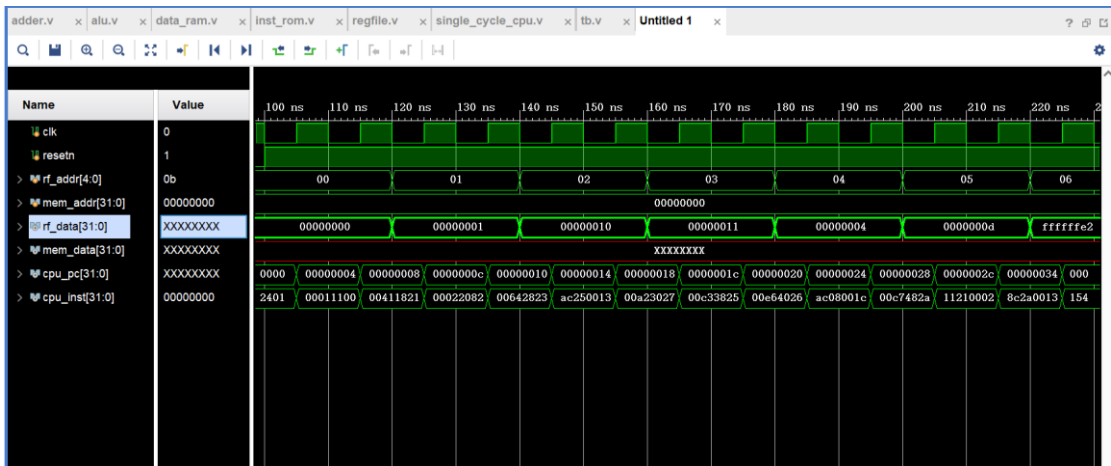 adder.v x alu.v x data_ram.v x inst_rom.v x regfile.v x single_cycle_cpu.v x tb.v x Untitled 1 x ?
Name Value 100 ns 110 ns 120 ns 130 ns 140 ns 150 ns 160 ns 170 ns 180 ns 190 ns 200 ns 210 ns 220 ns 2
clk 0
resetn 1
rf_addr[4:0] 0b 00 01 02 03 04 05 06
mem_addr[31:0] 00000000 00000000
rf_data[31:0] XXXXXXXX 00000000 00000001 00000010 00000011 00000004 0000000d ffffffe2
mem_data[31:0] XXXXXXXX XXXXXXXX
cpu_pc[31:0] XXXXXXXX 0000 00000004 00000008 0000000c 00000010 00000014 00000018 0000001c 00000020 00000024 00000028 0000002c 00000034 000
cpu_inst[31:0] 00000000 2401 00011100 00411821 00022082 00642823 ac250013 00a23027 00c33825 00e64026 ac08001c 00c7482a 11210002 8c2a0013 154